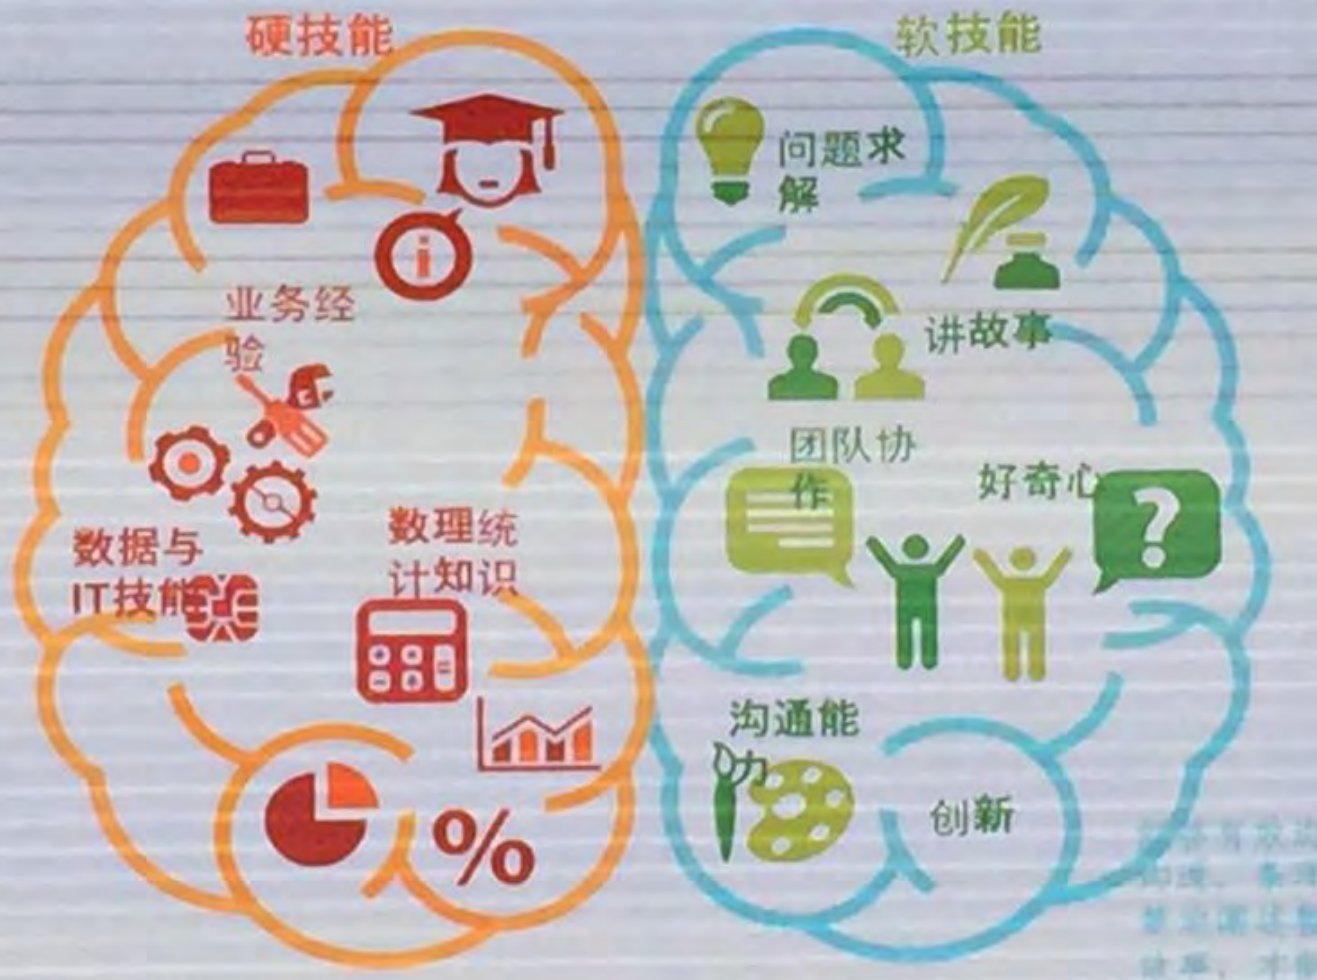 硬技能
软技能
问题求
解
业务经
验
讲故事
团队协
作
好奇心
数据与
IT技能
数理统
计知识
沟通能
力
%
创新